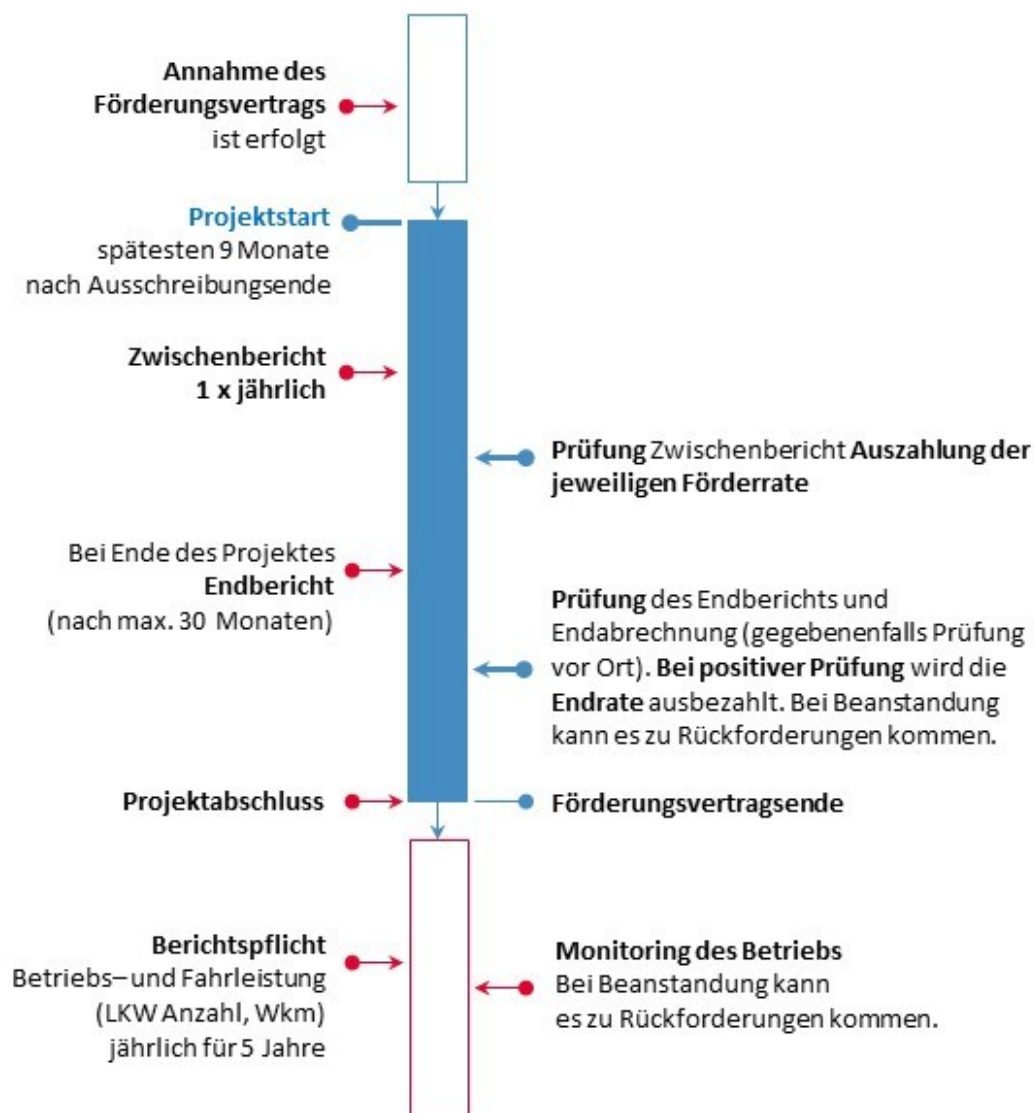 Annahme des
Förderungsvertrags
ist erfolgt
Projektstart
spätesten 9 Monate
nach Ausschreibungsende
Zwischenbericht
1 x jährlich
Prüfung Zwischenbericht Auszahlung der
jeweiligen Förderrate
Bei Ende des Projektes
Endbericht
(nach max. 30 Monaten)
Prüfung des Endberichts und
Endabrechnung (gegebenenfalls Prüfung
vor Ort). Bei positiver Prüfung wird die
Endrate ausbezahlt. Bei Beanstandung
kann es zu Rückforderungen kommen.
Projektabschluss
Förderungsvertragsende
Berichtspflicht
Betriebs– und Fahrleistung
(LKW Anzahl, Wkm)
jährlich für 5 Jahre
Monitoring des Betriebs
Bei Beanstandung kann
es zu Rückforderungen kommen.